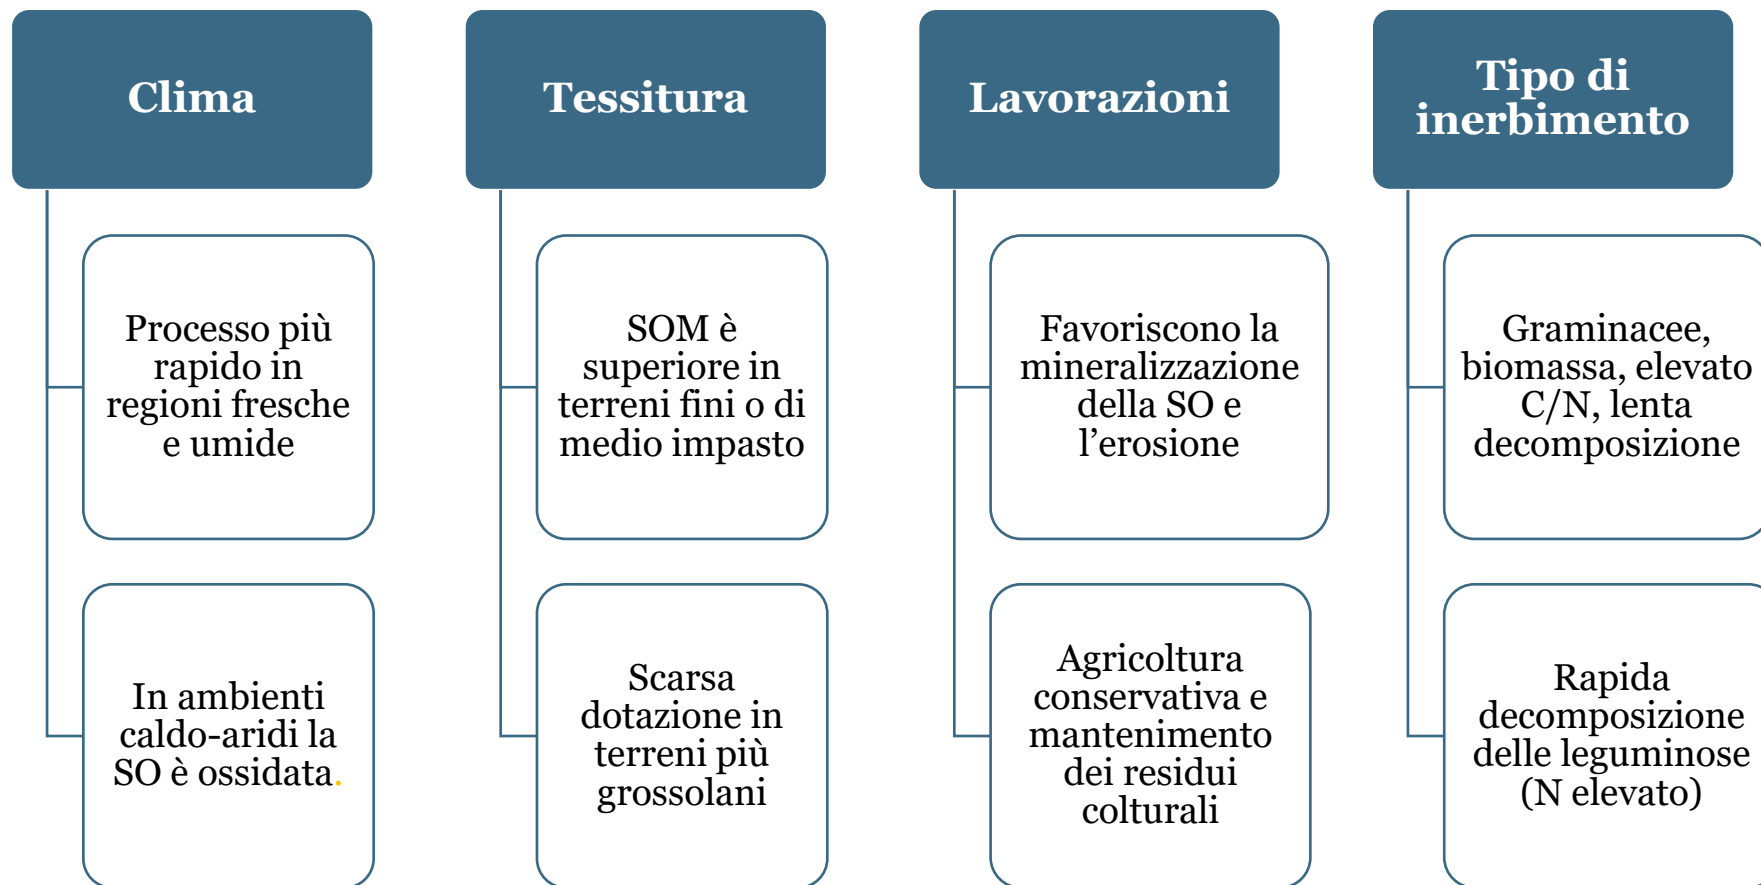 Clima
Processo più
rapido in
regioni fresche
e umide
In ambienti
caldo-aridi la
SO è ossidata.
Tessitura
SOM è
superiore in
terreni fini o di
medio impasto
Scarsa
dotazione in
terreni più
grossolani
Lavorazioni
Favoriscono la
mineralizzazione
della SO e
l’erosione
Agricoltura
conservativa e
mantenimento
dei residui
colturali
Tipo di
inerbimento
Graminacee,
biomassa, elevato
C/N, lenta
decomposizione
Rapida
decomposizione
delle leguminose
(N elevato)